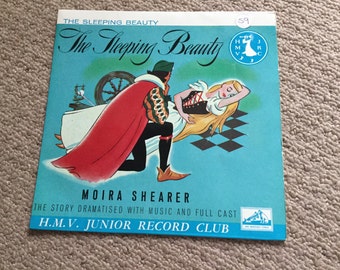 THE SLEEPING BEAUTY
59
The Sleeping Beauty
H M V J R C
MOIRA SHEARER
THE STORY DRAMATISED WITH MUSIC AND FULL CAST
H.M.V. JUNIOR RECORD CLUB